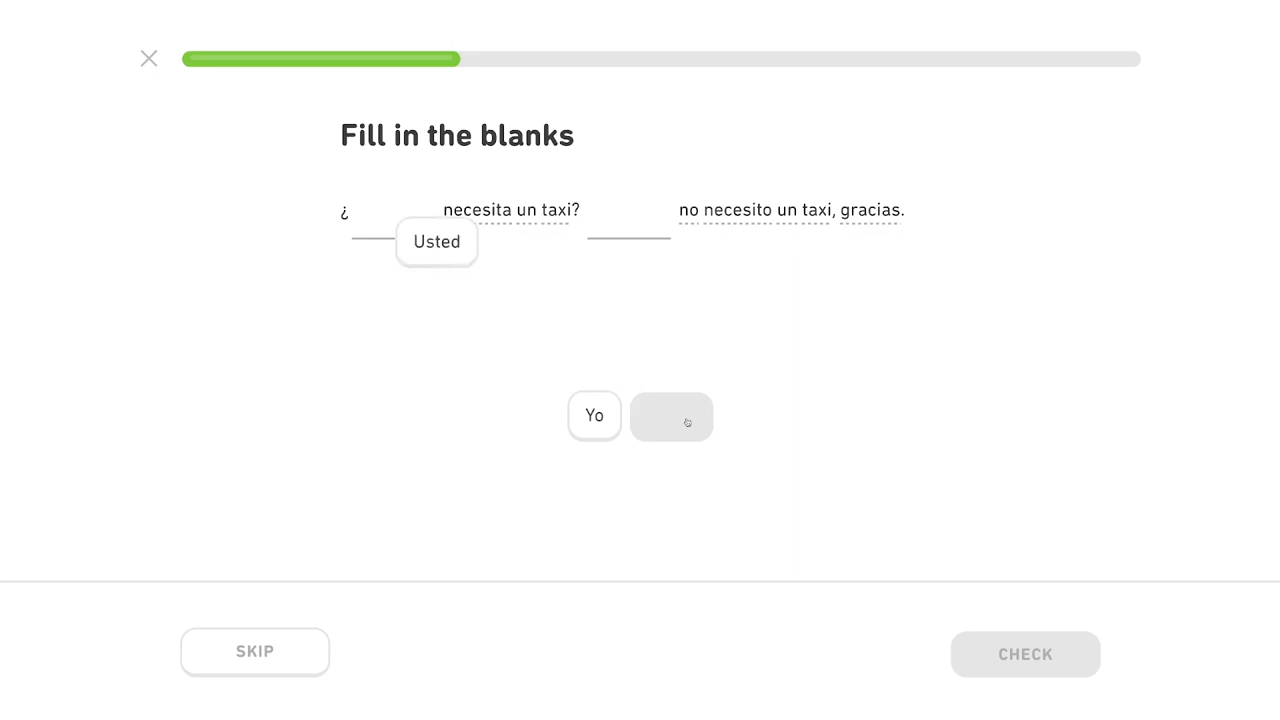 Fill in the blanks
¿ necesita un taxi? no necesito un taxi, gracias.
Usted
Yo
SKIP
CHECK